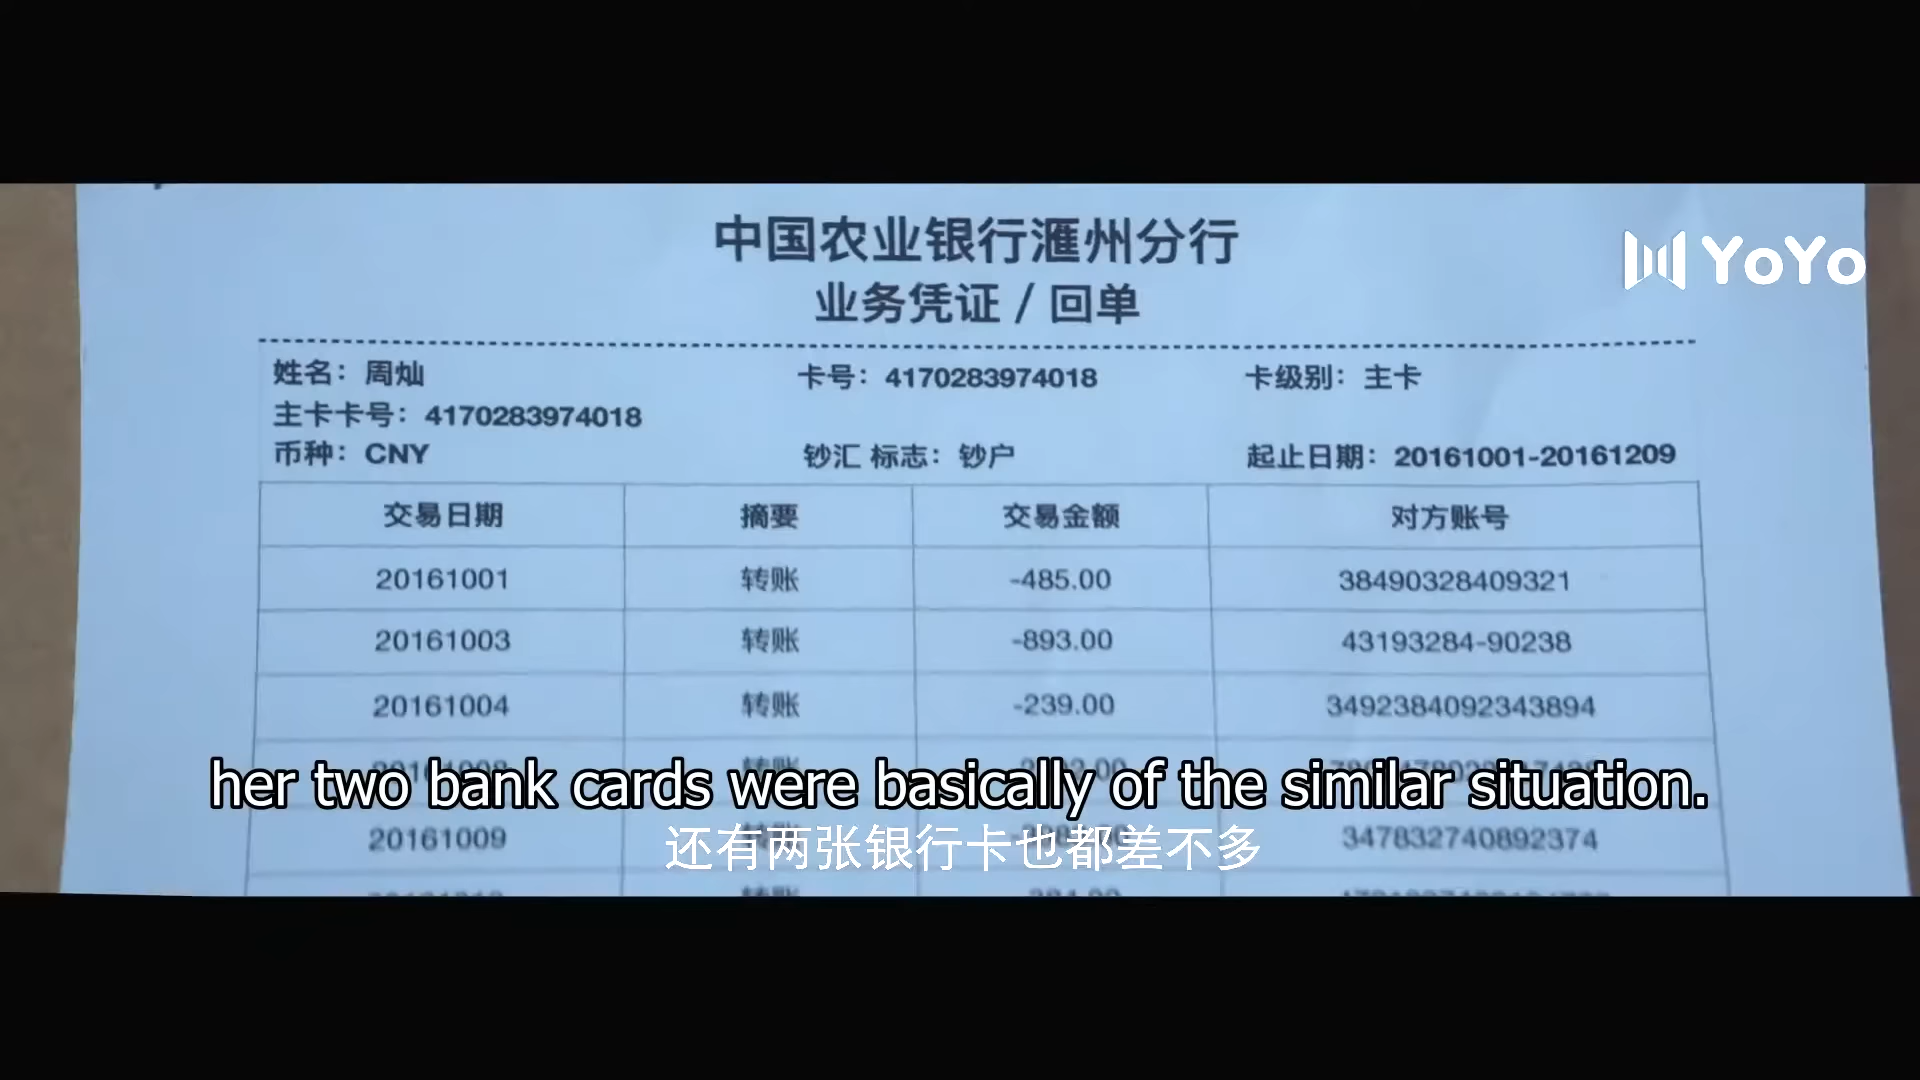 中国农业银行滙州分行
YoYo
业务凭证 / 回单
姓名：周灿 卡号：4170283974018 卡级别：主卡
主卡卡号：4170283974018
币种：CNY 钞汇 标志：钞户 起止日期：20161001-20161209
交易日期 摘要 交易金额 对方账号
20161001 转账 -485.00 38490328409321
20161003 转账 -893.00 43193284-90238
20161004 转账 -239.00 3492384092343894
her two bank cards were basically of the similar situation.
20161009 347832740892374
还有两张银行卡也都差不多